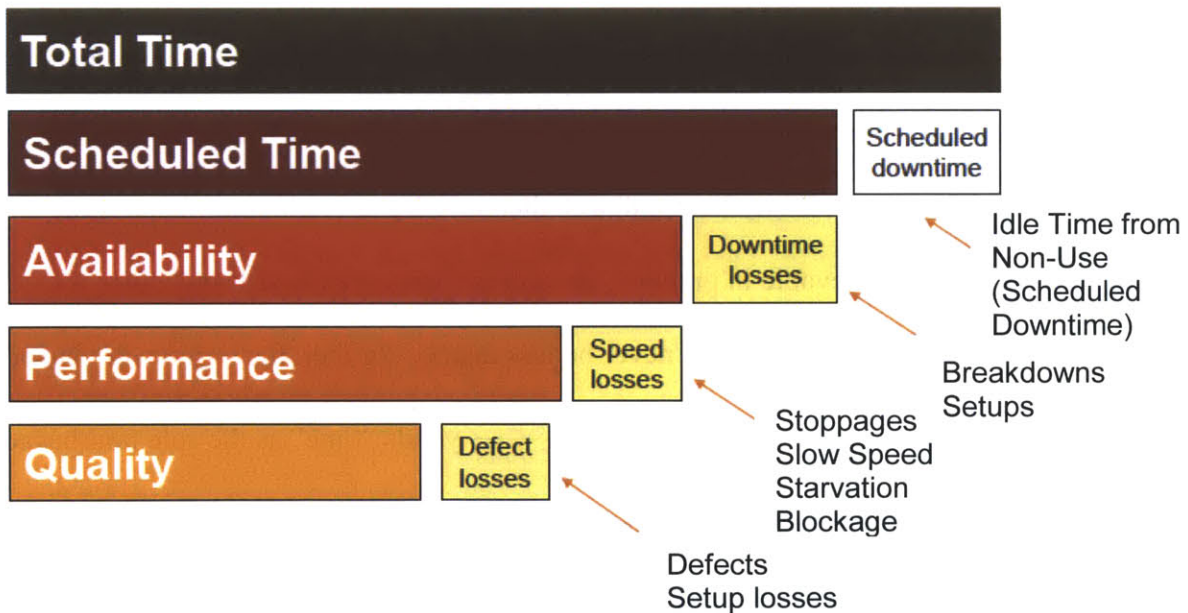 Total Time
Scheduled Time
Scheduled
downtime
Idle Time from
Non-Use
(Scheduled
Downtime)
Availability
Downtime
losses
Breakdowns
Setups
Performance
Speed
losses
Stoppages
Slow Speed
Starvation
Blockage
Quality
Defect
losses
Defects
Setup losses